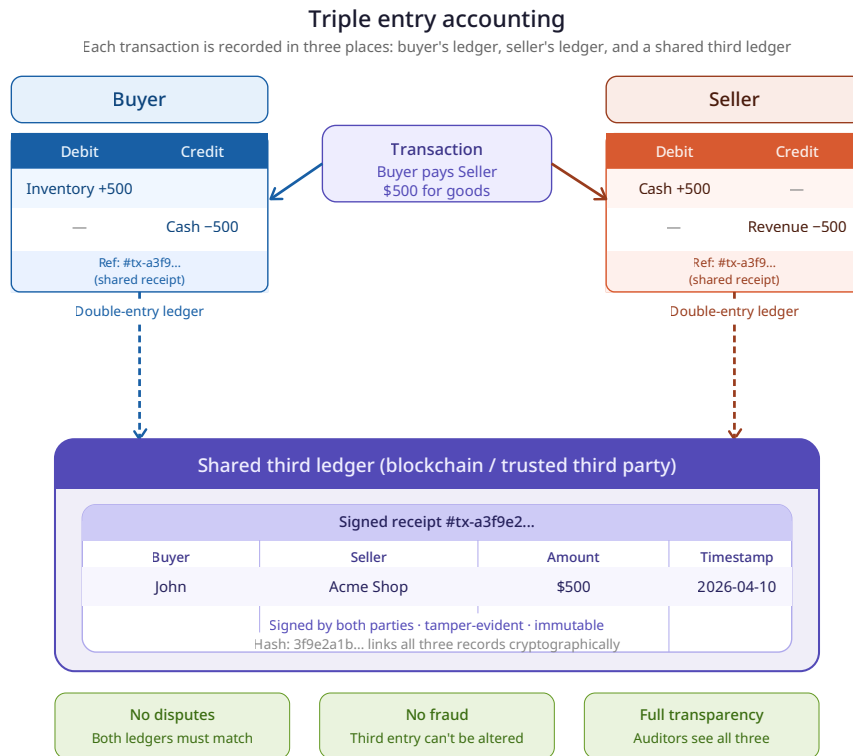 Triple entry accounting
Each transaction is recorded in three places: buyer's ledger, seller's ledger, and a shared third ledger
Buyer
Debit Credit
Inventory +500
— Cash −500
Ref: #tx-a3f9...
(shared receipt)
Double-entry ledger
Transaction
Buyer pays Seller
$500 for goods
Seller
Debit Credit
Cash +500 —
— Revenue −500
Ref: #tx-a3f9...
(shared receipt)
Double-entry ledger
Shared third ledger (blockchain / trusted third party)
Signed receipt #tx-a3f9e2...
Buyer Seller Amount Timestamp
John Acme Shop $500 2026-04-10
Signed by both parties · tamper-evident · immutable
Hash: 3f9e2a1b... links all three records cryptographically
No disputes
Both ledgers must match
No fraud
Third entry can't be altered
Full transparency
Auditors see all three